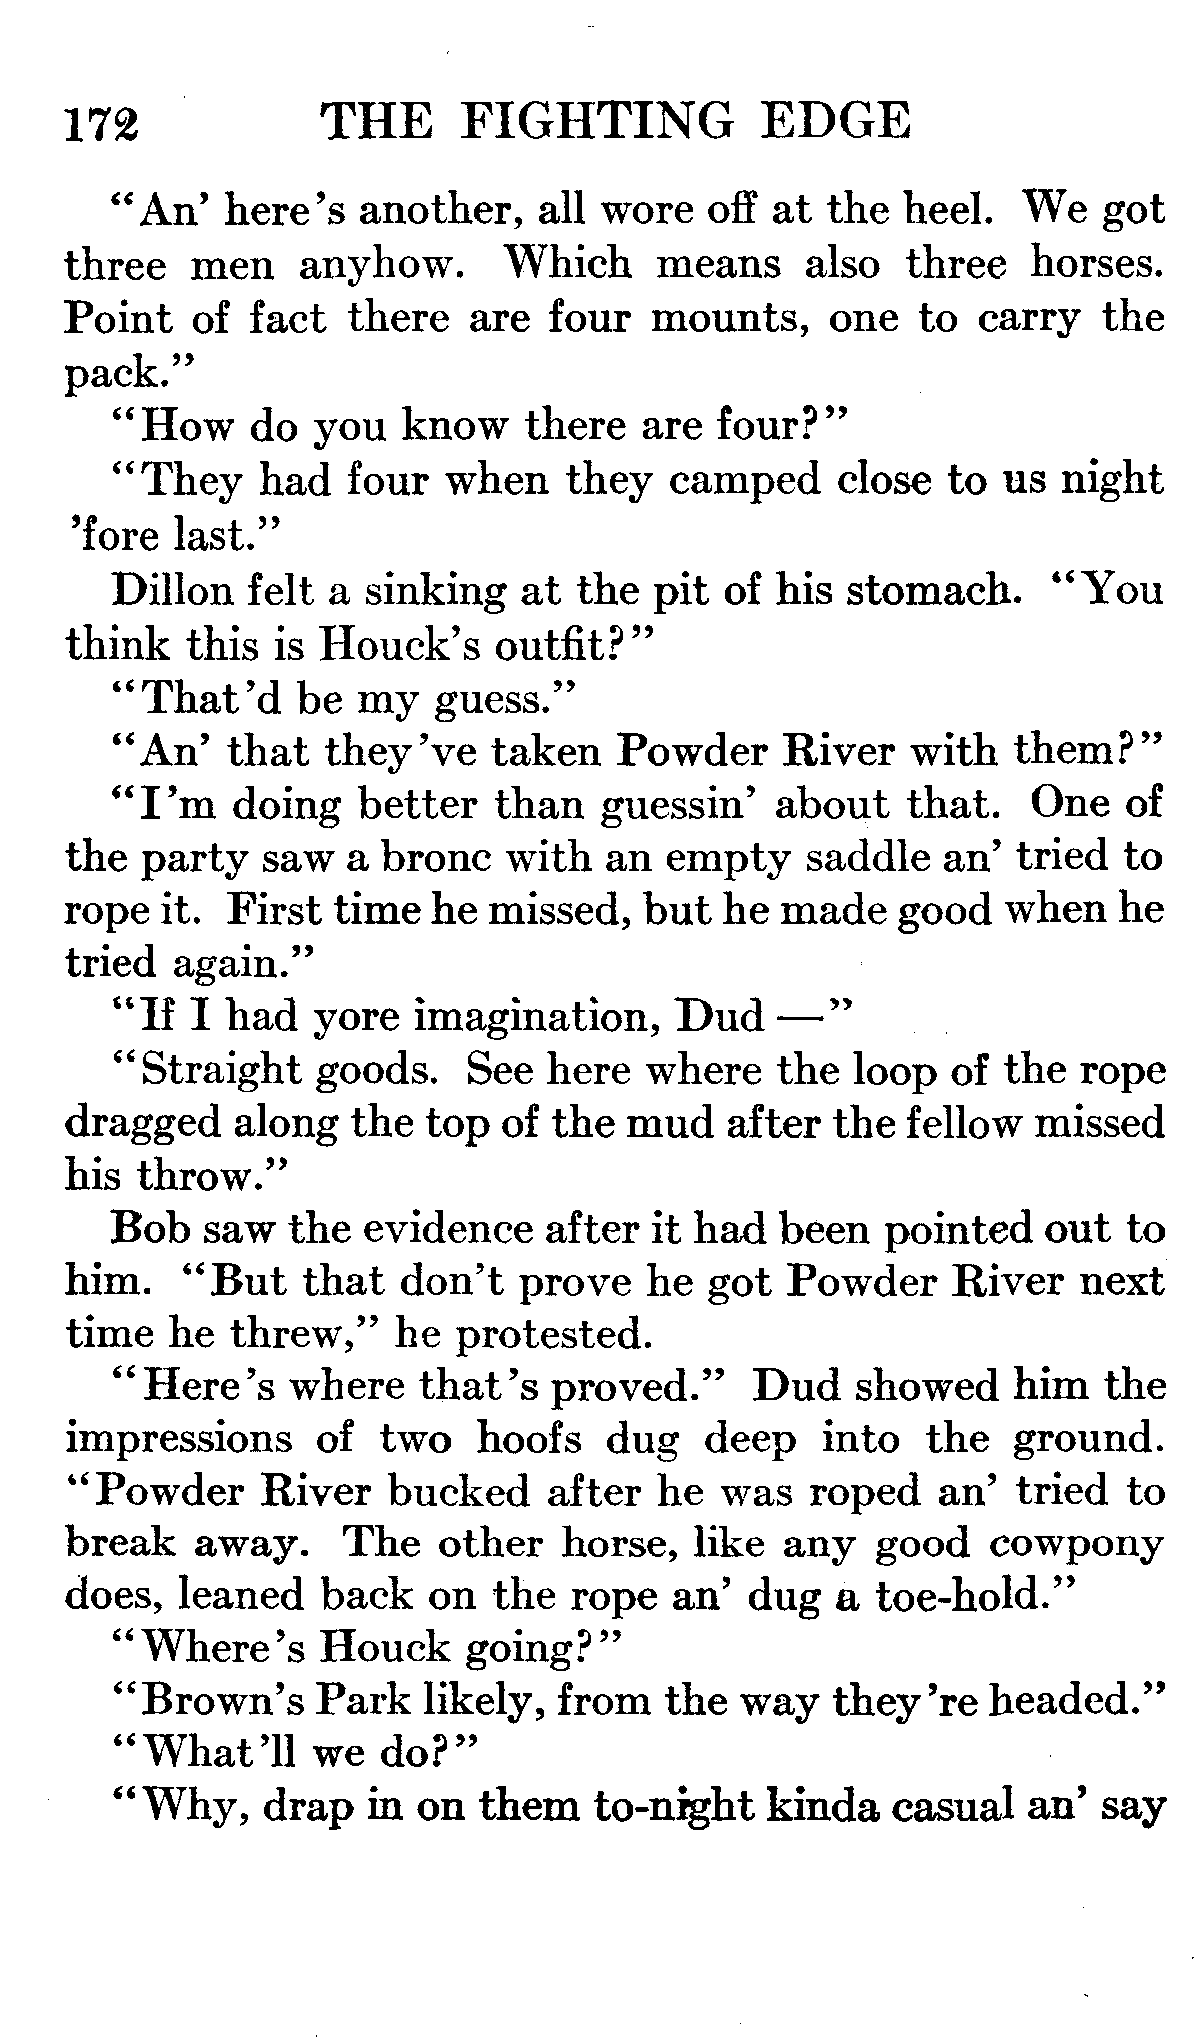 172 THE FIGHTING EDGE
"An' here's another, all wore off at the heel. We got
three men anyhow. Which means also three horses.
Point of fact there are four mounts, one to carry the
pack."
"How do you know there are four?"
"They had four when they camped close to us night
'fore last."
Dillon felt a sinking at the pit of his stomach. "You
think this is Houck's outfit?"
"That'd be my guess."
"An' that they've taken Powder River with them?"
"I'm doing better than guessin' about that. One of
the party saw a bronc with an empty saddle an' tried to
rope it. First time he missed, but he made good when he
tried again."
"If I had yore imagination, Dud —"
"Straight goods. See here where the loop of the rope
dragged along the top of the mud after the fellow missed
his throw."
Bob saw the evidence after it had been pointed out to
him. "But that don't prove he got Powder River next
time he threw," he protested.
"Here's where that's proved." Dud showed him the
impressions of two hoofs dug deep into the ground.
"Powder River bucked after he was roped an' tried to
break away. The other horse, like any good cowpony
does, leaned back on the rope an' dug a toe-hold."
"Where's Houck going?"
"Brown's Park likely, from the way they're headed."
"What'll we do?"
"Why, drap in on them to-night kinda casual an' say